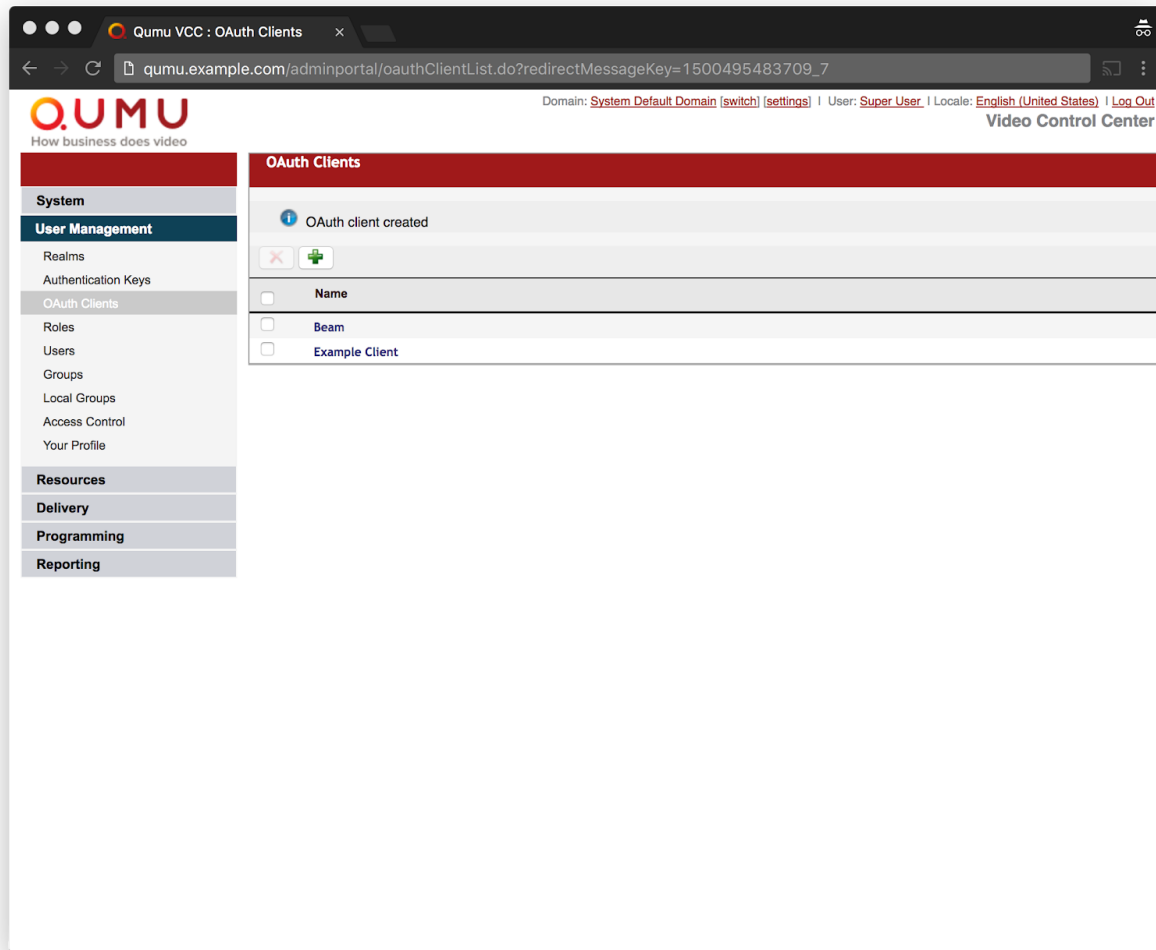 Qumu VCC : OAuth Clients
qumu.example.com/adminportal/oauthClientList.do?redirectMessageKey=1500495483709_7
QUMU
How business does video
Domain: System Default Domain [switch] [settings] | User: Super User | Locale: English (United States) | Log Out
Video Control Center
OAuth Clients
System
User Management
Realms
Authentication Keys
OAuth Clients
Roles
Users
Groups
Local Groups
Access Control
Your Profile
Resources
Delivery
Programming
Reporting
OAuth client created
Name
Beam
Example Client